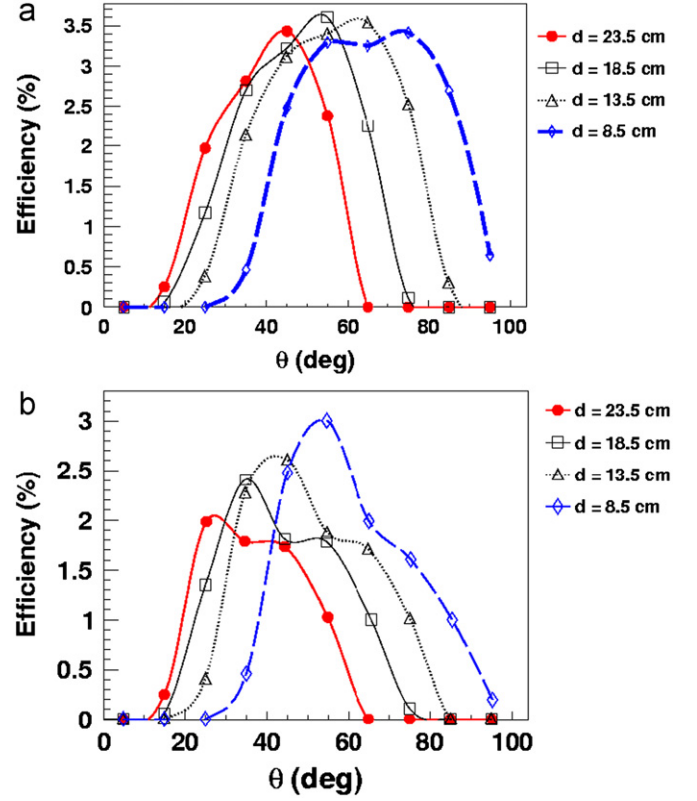 a
Efficiency (%)
3.5
3
2.5
2
1.5
1
0.5
0
0 20 40 60 80 100
θ (deg)
d = 23.5 cm
d = 18.5 cm
d = 13.5 cm
d = 8.5 cm
b
Efficiency (%)
3
2.5
2
1.5
1
0.5
0
0 20 40 60 80 100
θ (deg)
d = 23.5 cm
d = 18.5 cm
d = 13.5 cm
d = 8.5 cm